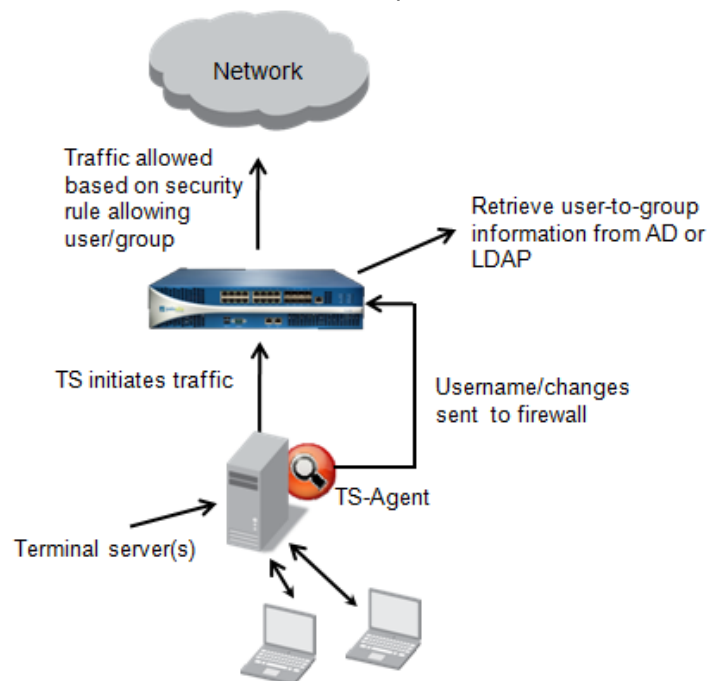 Network
Traffic allowed
based on security
rule allowing
user/group
Retrieve user-to-group
information from AD or
LDAP
TS initiates traffic
Username/changes
sent to firewall
TS-Agent
Terminal server(s)